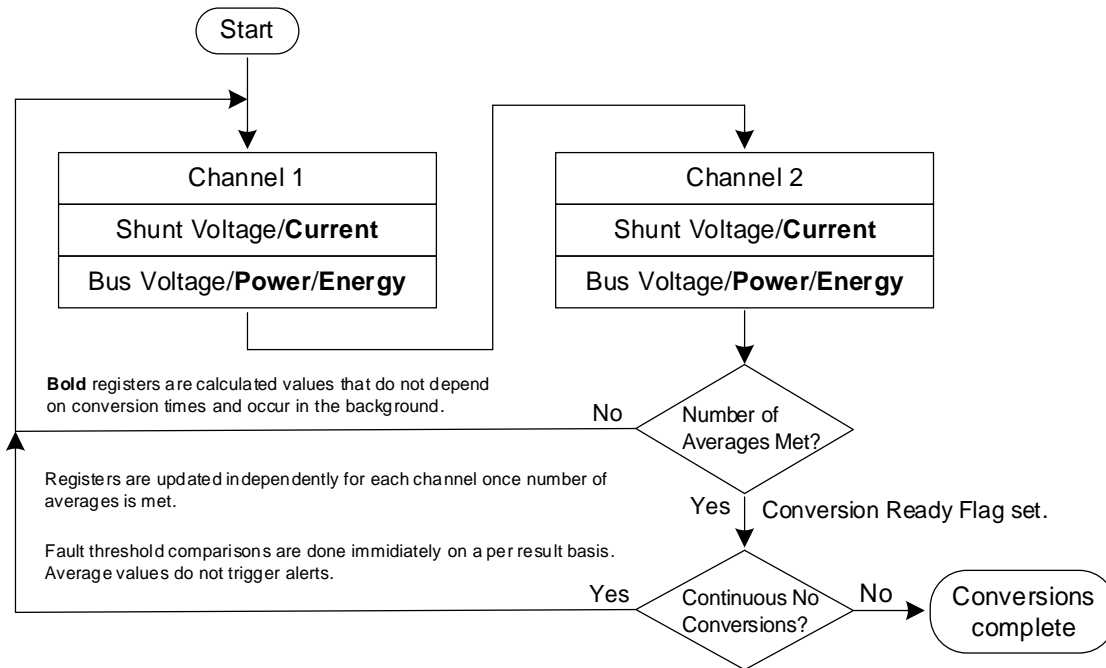 Start
Channel 1
Shunt Voltage/Current
Bus Voltage/Power/Energy
Channel 2
Shunt Voltage/Current
Bus Voltage/Power/Energy
Bold registers are calculated values that do not depend
on conversion times and occur in the background.
No
Number of
Averages Met?
Registers are updated independently for each channel once number of
averages is met.
Yes
Conversion Ready Flag set.
Fault threshold comparisons are done immidiately on a per result basis.
Average values do not trigger alerts.
Yes
Continuous No
Conversions?
No
Conversions
complete